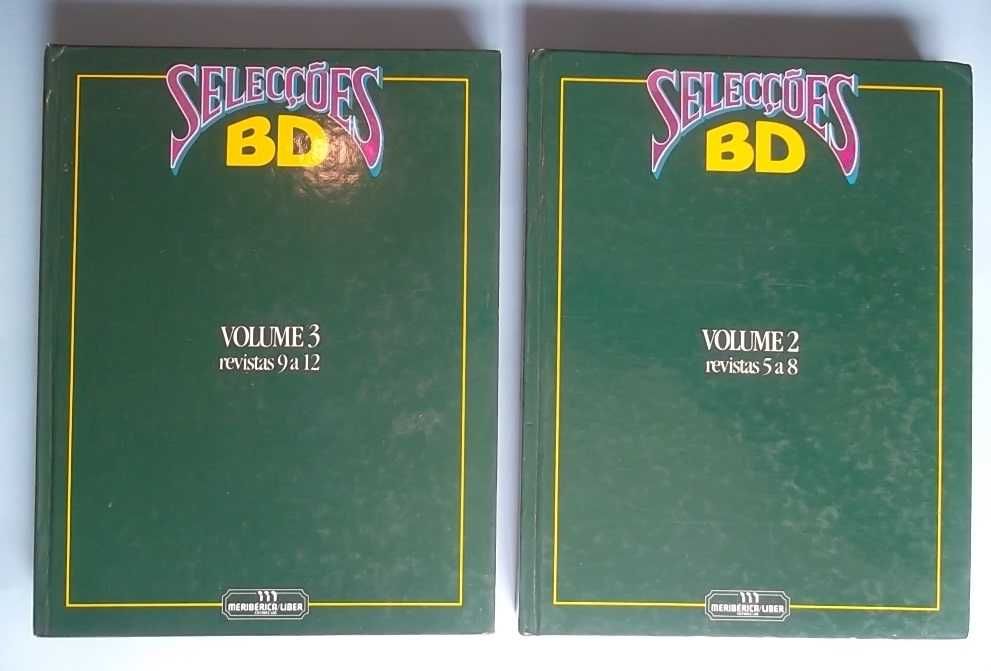 SELECÇÕES
BD
VOLUME 3
revistas 9 a 12
MERIBÉRICA/LIBER
SELECÇÕES
BD
VOLUME 2
revistas 5 a 8
MERIBÉRICA/LIBER